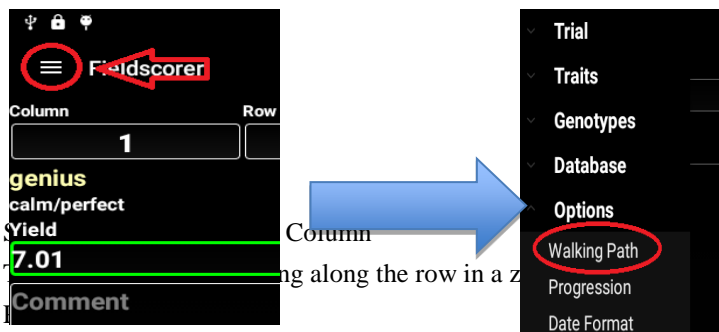 Fieldscorer
Column Row
1
genius
calm/perfect
Yield
7.01
Comment
Trial
Traits
Genotypes
Database
Options
Walking Path
Progression
Date Format
Column
ng along the row in a z